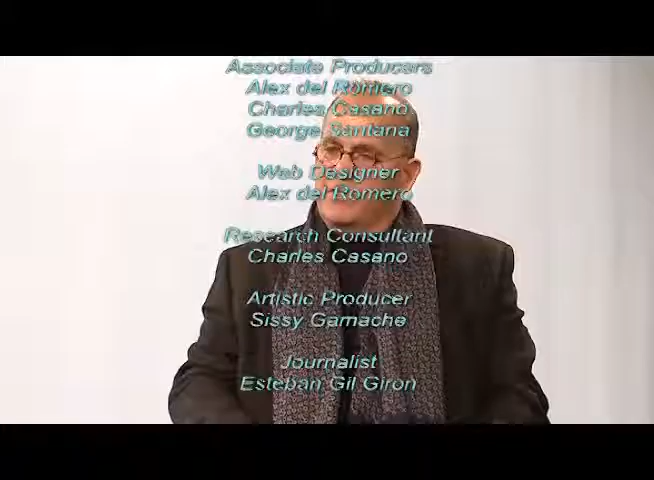 Associate Producers
Alex del Romero
Charles Casano
George Santana
Web Designer
Alex del Romero
Research Consultant
Charles Casano
Artistic Producer
Sissy Gamache
Journalist
Esteban Gil Giron